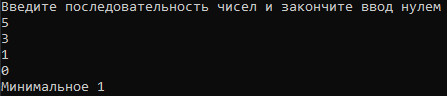 Введите последовательность чисел и закончите ввод нулем
5
3
1
0
Минимальное 1